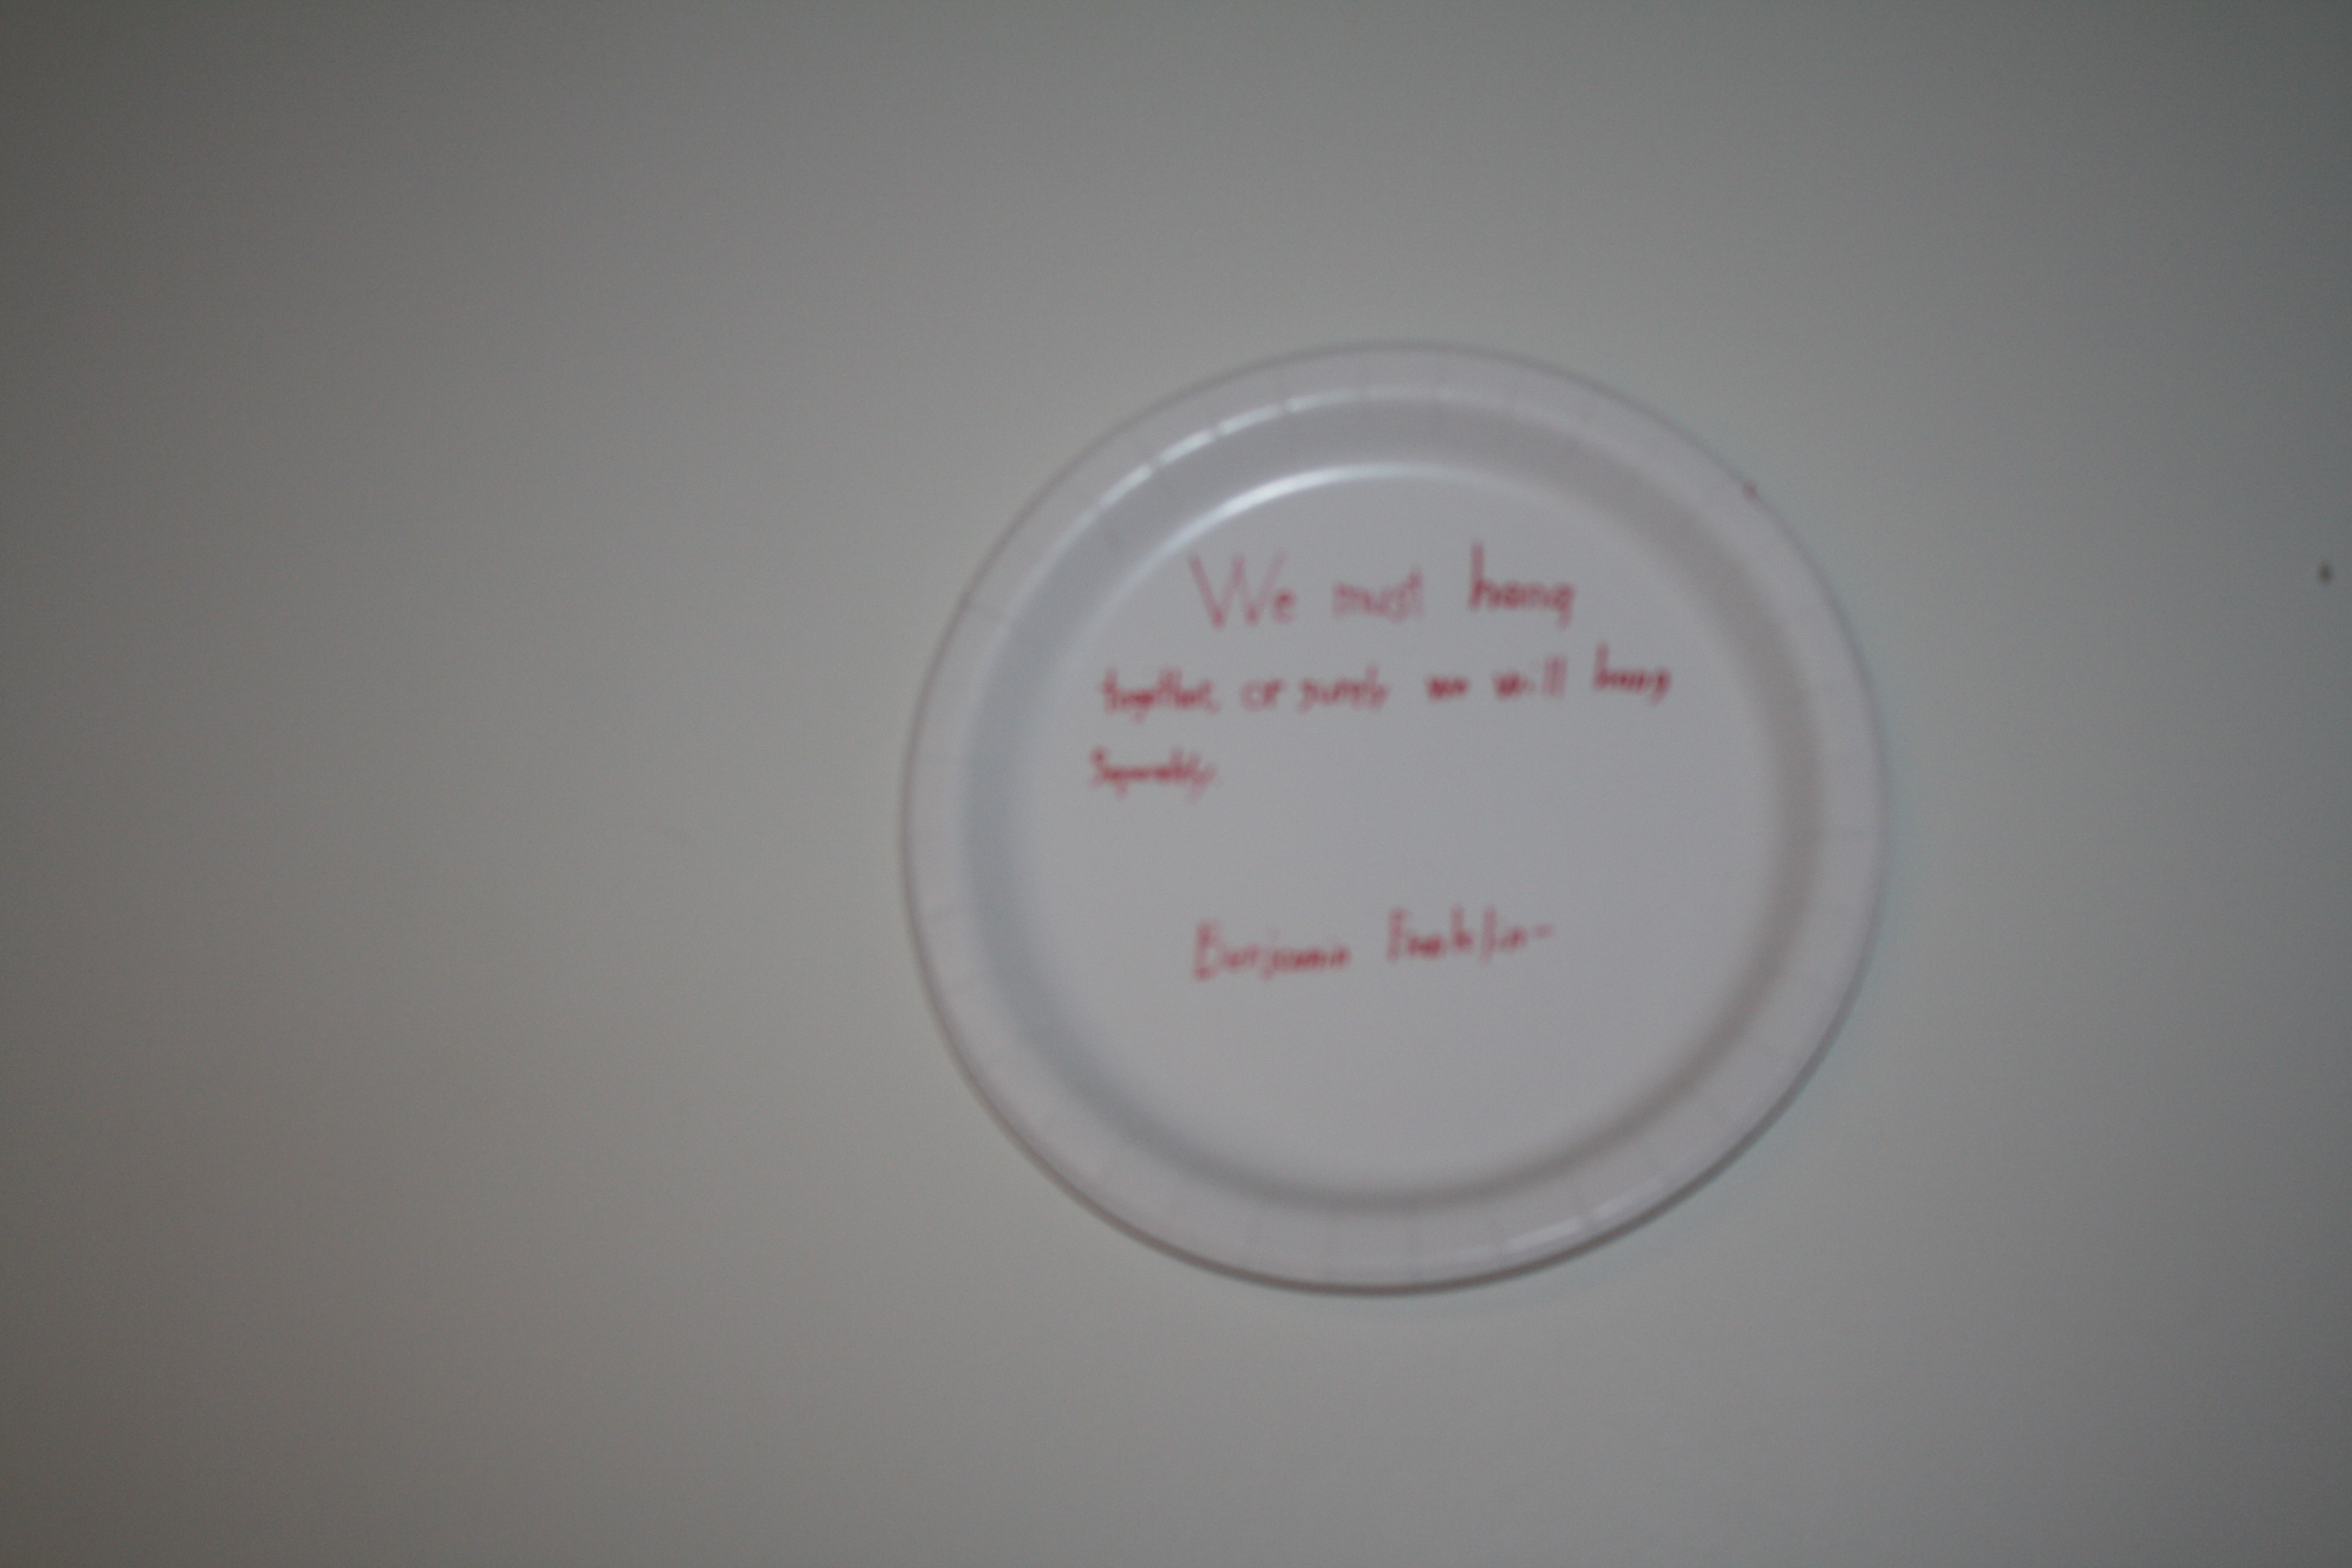 We must hang
together, or surely we will hang
Separately.
Benjamin Franklin-